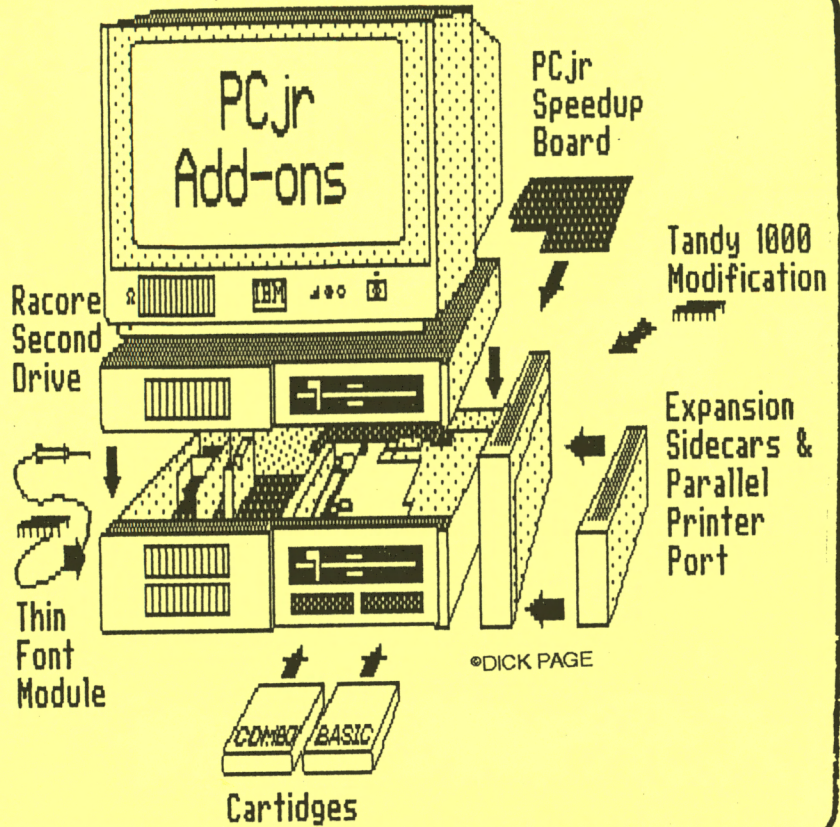 PCjr
Add-ons
PCjr
Speedup
Board
Tandy 1000
Modification
Racore
Second
Drive
IBM
Expansion
Sidecars &
Parallel
Printer
Port
Thin
Font
Module
©DICK PAGE
COMBO
BASIC
Cartidges